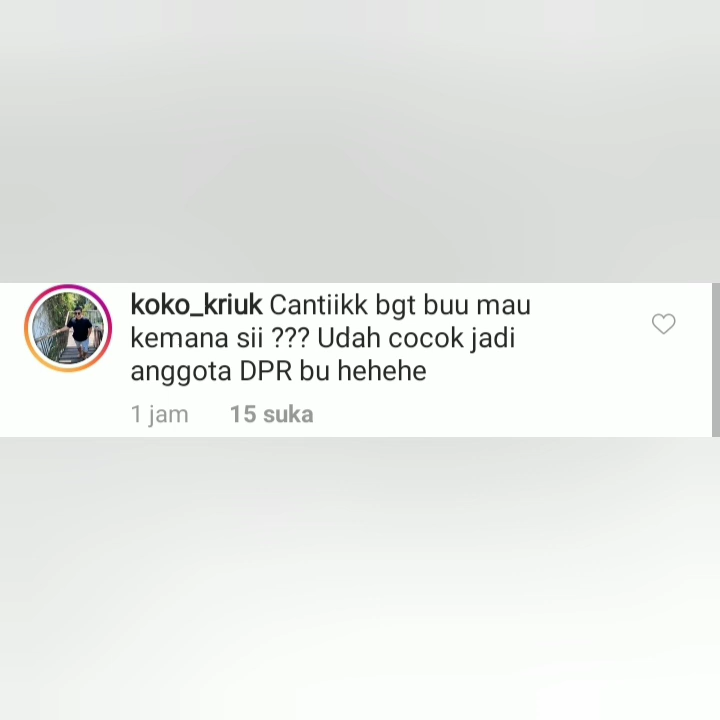 koko_kriuk Cantiikk bgt buu mau
kemana sii ??? Udah cocok jadi
anggota DPR bu hehehe
1 jam 15 suka